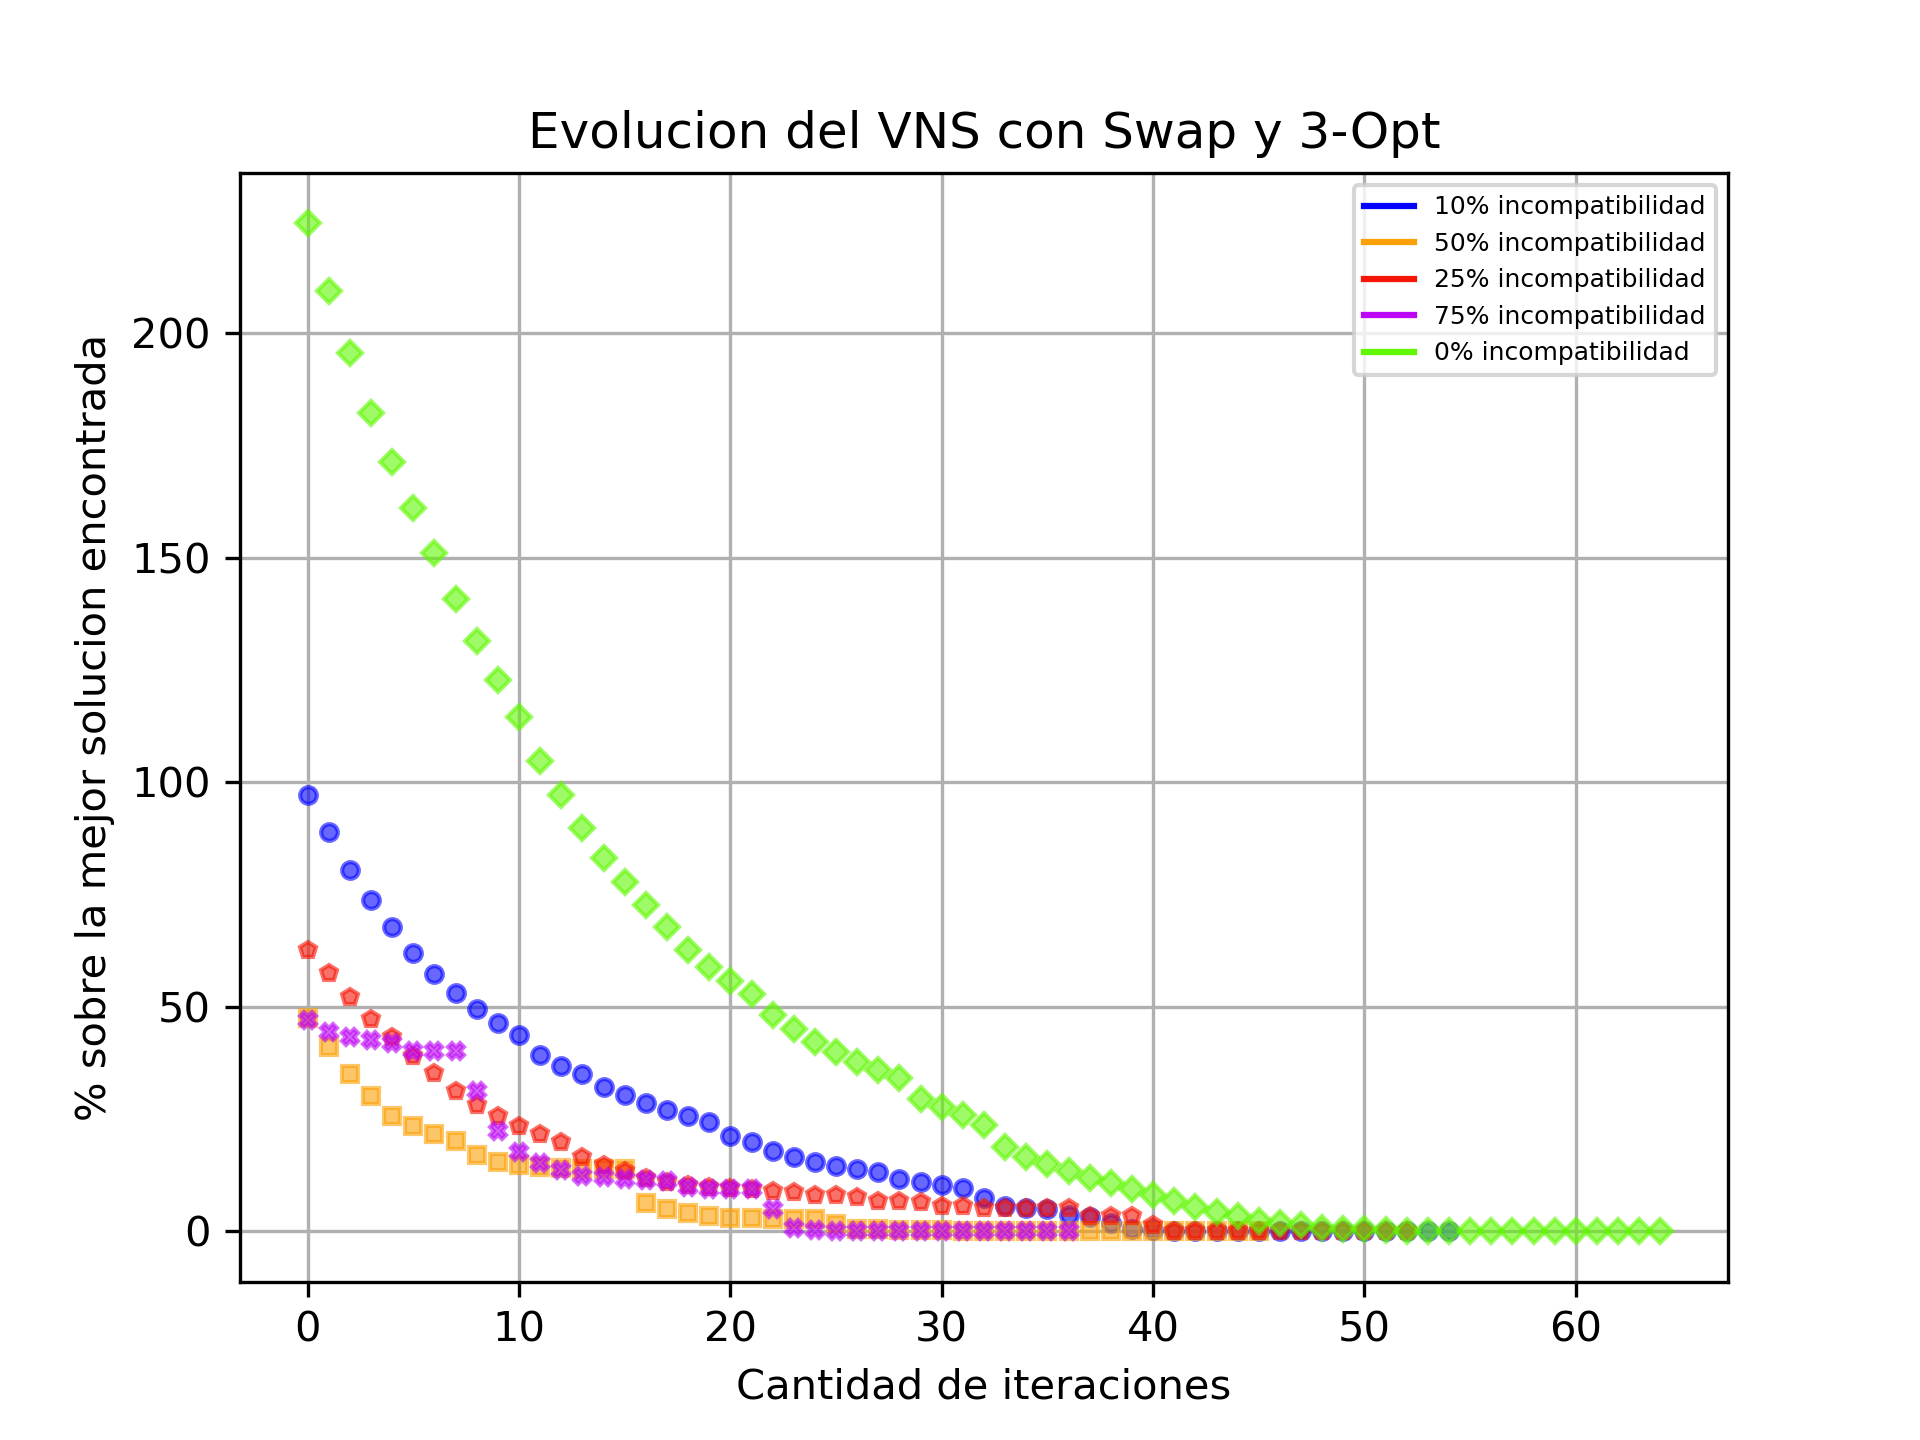 Evolucion del VNS con Swap y 3-Opt
10% incompatibilidad
50% incompatibilidad
25% incompatibilidad
75% incompatibilidad
0% incompatibilidad
% sobre la mejor solucion encontrada
200
150
100
50
0
0 10 20 30 40 50 60
Cantidad de iteraciones